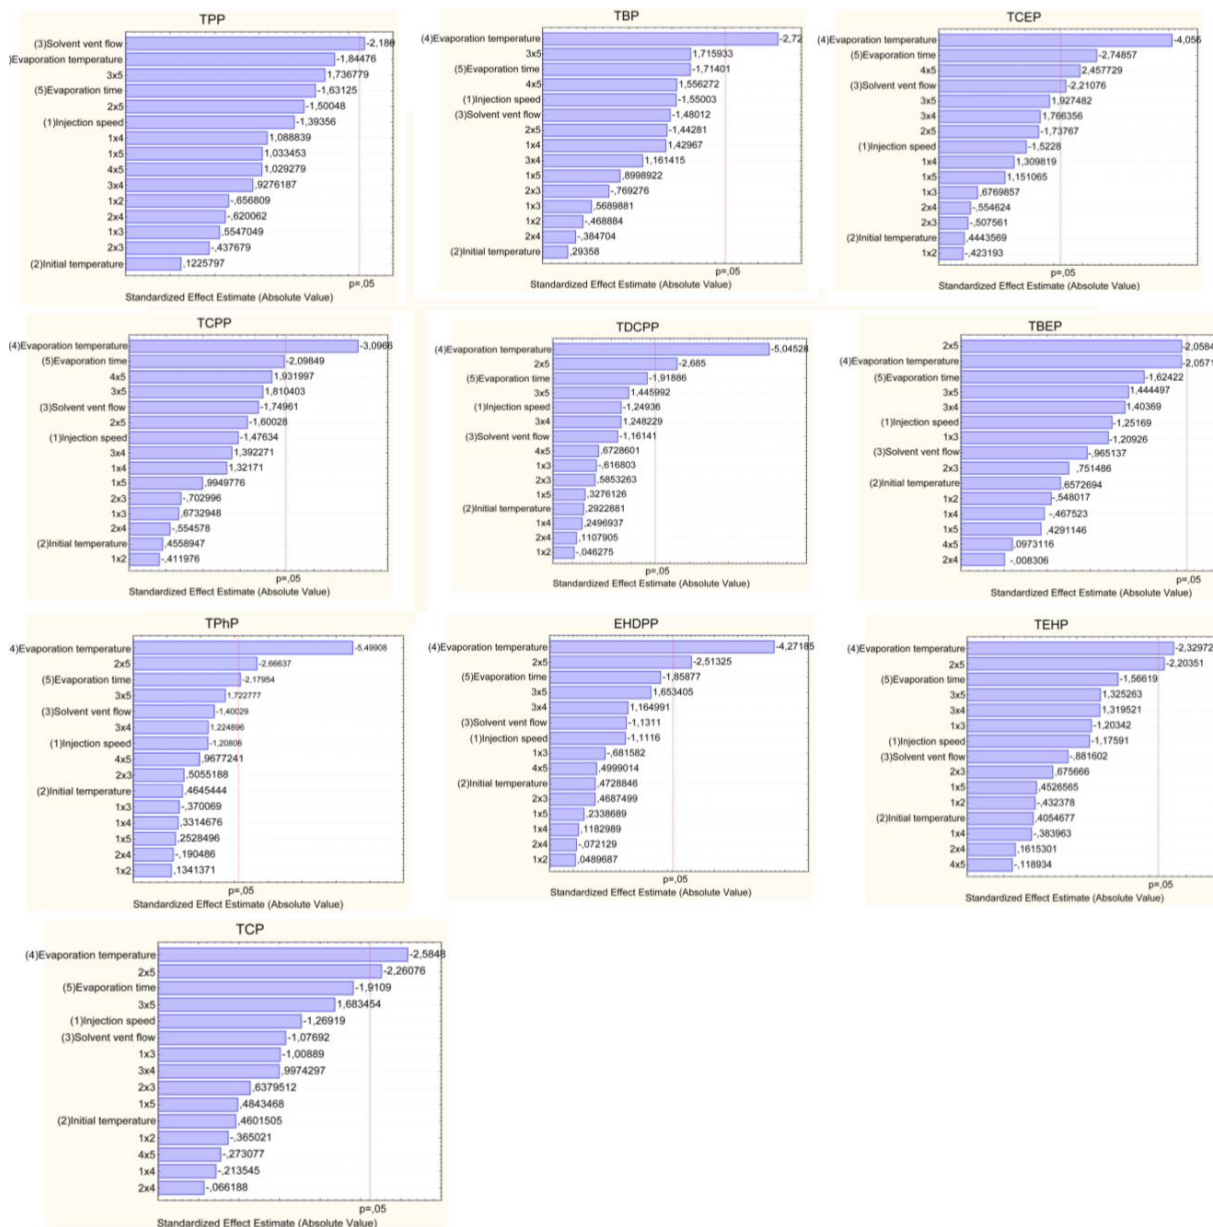 TPP
(3)Solvent vent flow
-2,186
)Evaporation temperature
-1,84476
3x5
1,736779
(5)Evaporation time
-1,63125
2x5
-1,50048
(1)Injection speed
-1,39356
1x4
1,088839
1x5
1,033453
4x5
1,029279
3x4
,9276187
1x2
-,656809
2x4
-,620062
1x3
,5547049
2x3
-,437679
(2)Initial temperature
,1225797
p=,05
Standardized Effect Estimate (Absolute Value)
TBP
(4)Evaporation temperature
-2,72
3x5
1,715933
(5)Evaporation time
-1,71401
4x5
1,556272
(1)Injection speed
-1,55003
(3)Solvent vent flow
-1,48012
2x5
-1,44281
1x4
1,42967
3x4
1,161415
1x5
,8998922
2x3
-,769276
1x3
,5689881
1x2
-,468884
2x4
-,384704
(2)Initial temperature
,29358
p=,05
Standardized Effect Estimate (Absolute Value)
TCEP
(4)Evaporation temperature
-4,056
(5)Evaporation time
-2,74857
4x5
2,457729
(3)Solvent vent flow
-2,21076
3x5
1,927482
3x4
1,766356
2x5
-1,73767
(1)Injection speed
-1,5228
1x4
1,309819
1x5
1,151065
1x3
,6769857
2x4
-,554624
2x3
-,507561
(2)Initial temperature
,4443569
1x2
-,423193
p=,05
Standardized Effect Estimate (Absolute Value)
TCPP
(4)Evaporation temperature
-3,0966
(5)Evaporation time
-2,09849
4x5
1,931997
3x5
1,810403
(3)Solvent vent flow
-1,74961
2x5
-1,60028
(1)Injection speed
-1,47634
3x4
1,392271
1x4
1,32171
1x5
,9949776
2x3
-,702996
1x3
,6732948
2x4
-,554578
(2)Initial temperature
,4558947
1x2
-,411976
p=,05
Standardized Effect Estimate (Absolute Value)
TDCPP
(4)Evaporation temperature
-5,04528
2x5
-2,685
(5)Evaporation time
-1,91886
3x5
1,445992
(1)Injection speed
-1,24936
3x4
1,248229
(3)Solvent vent flow
-1,16141
4x5
,6728601
1x3
-,616803
2x3
,5853263
1x5
,3276126
(2)Initial temperature
,2922881
1x4
,2496937
2x4
,1107905
1x2
-,046275
p=,05
Standardized Effect Estimate (Absolute Value)
TBEP
2x5
-2,0584
(4)Evaporation temperature
-2,0571
(5)Evaporation time
-1,62422
3x5
1,444497
3x4
1,40369
(1)Injection speed
-1,25169
1x3
-1,20926
(3)Solvent vent flow
-,965137
2x3
,751486
(2)Initial temperature
,6572694
1x2
-,548017
1x4
-,467523
1x5
,4291146
4x5
,0973116
2x4
-,008306
p=,05
Standardized Effect Estimate (Absolute Value)
TPhP
4)Evaporation temperature
-5,49908
2x5
-2,66637
(5)Evaporation time
-2,17954
3x5
1,722777
(3)Solvent vent flow
-1,40029
3x4
1,224896
(1)Injection speed
-1,20806
4x5
,9677241
2x3
,5055188
(2)Initial temperature
,4645444
1x3
-,370069
1x4
,3314676
1x5
,2528496
2x4
-,190486
1x2
,1341371
p=,05
Standardized Effect Estimate (Absolute Value)
EHDPP
(4)Evaporation temperature
-4,27185
2x5
-2,51325
(5)Evaporation time
-1,85877
3x5
1,653405
3x4
1,164991
(3)Solvent vent flow
-1,1311
(1)Injection speed
-1,1116
1x3
-,681582
4x5
,4999014
(2)Initial temperature
,4728846
2x3
,4687499
1x5
,2338689
1x4
,1182989
2x4
-,072129
1x2
,0489687
p=,05
Standardized Effect Estimate (Absolute Value)
TEHP
(4)Evaporation temperature
-2,32972
2x5
-2,20351
(5)Evaporation time
-1,56619
3x5
1,325263
3x4
1,319521
1x3
-1,20342
(1)Injection speed
-1,17591
(3)Solvent vent flow
-,881602
2x3
,675666
1x5
,4526565
1x2
-,432378
(2)Initial temperature
,4054677
1x4
-,383963
2x4
,1615301
4x5
-,118934
p=,05
Standardized Effect Estimate (Absolute Value)
TCP
(4)Evaporation temperature
-2,5848
2x5
-2,26076
(5)Evaporation time
-1,9109
3x5
1,683454
(1)Injection speed
-1,26919
(3)Solvent vent flow
-1,07692
1x3
-1,00889
3x4
,9974297
2x3
,6379512
1x5
,4843468
(2)Initial temperature
,4601505
1x2
-,365021
4x5
-,273077
1x4
-,213545
2x4
-,066188
p=,05
Standardized Effect Estimate (Absolute Value)